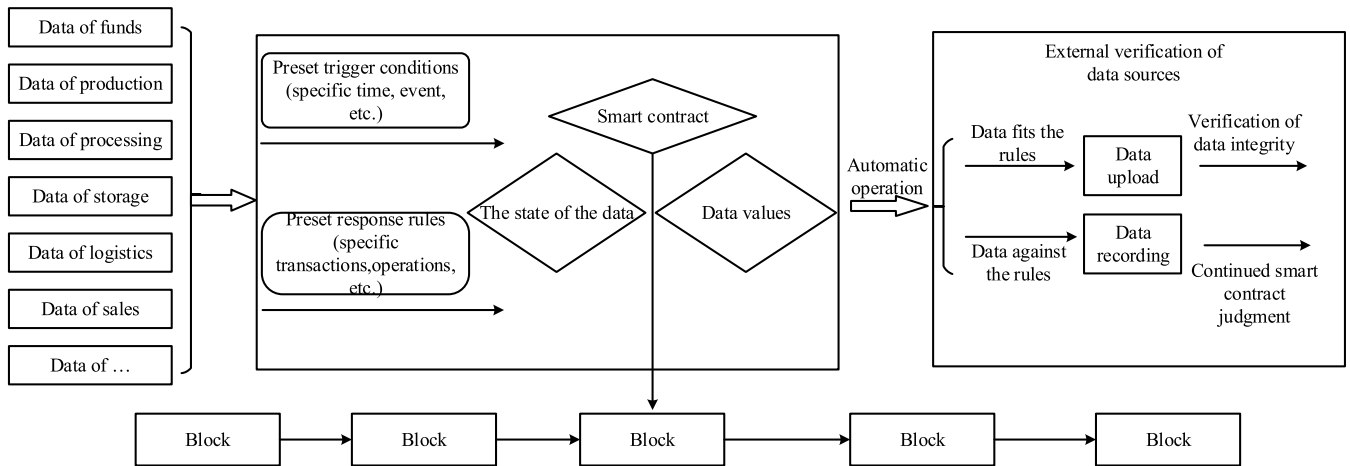 Data of funds
Data of production
Data of processing
Data of storage
Data of logistics
Data of sales
Data of …
Preset trigger conditions
(specific time, event,
etc.)
Preset response rules
(specific
transactions,operations,
etc.)
Smart contract
The state of the data
Data values
Automatic
operation
External verification of
data sources
Data fits the
rules
Data
upload
Verification of
data integrity
Data against
the rules
Data
recording
Continued smart
contract
judgment
Block
Block
Block
Block
Block